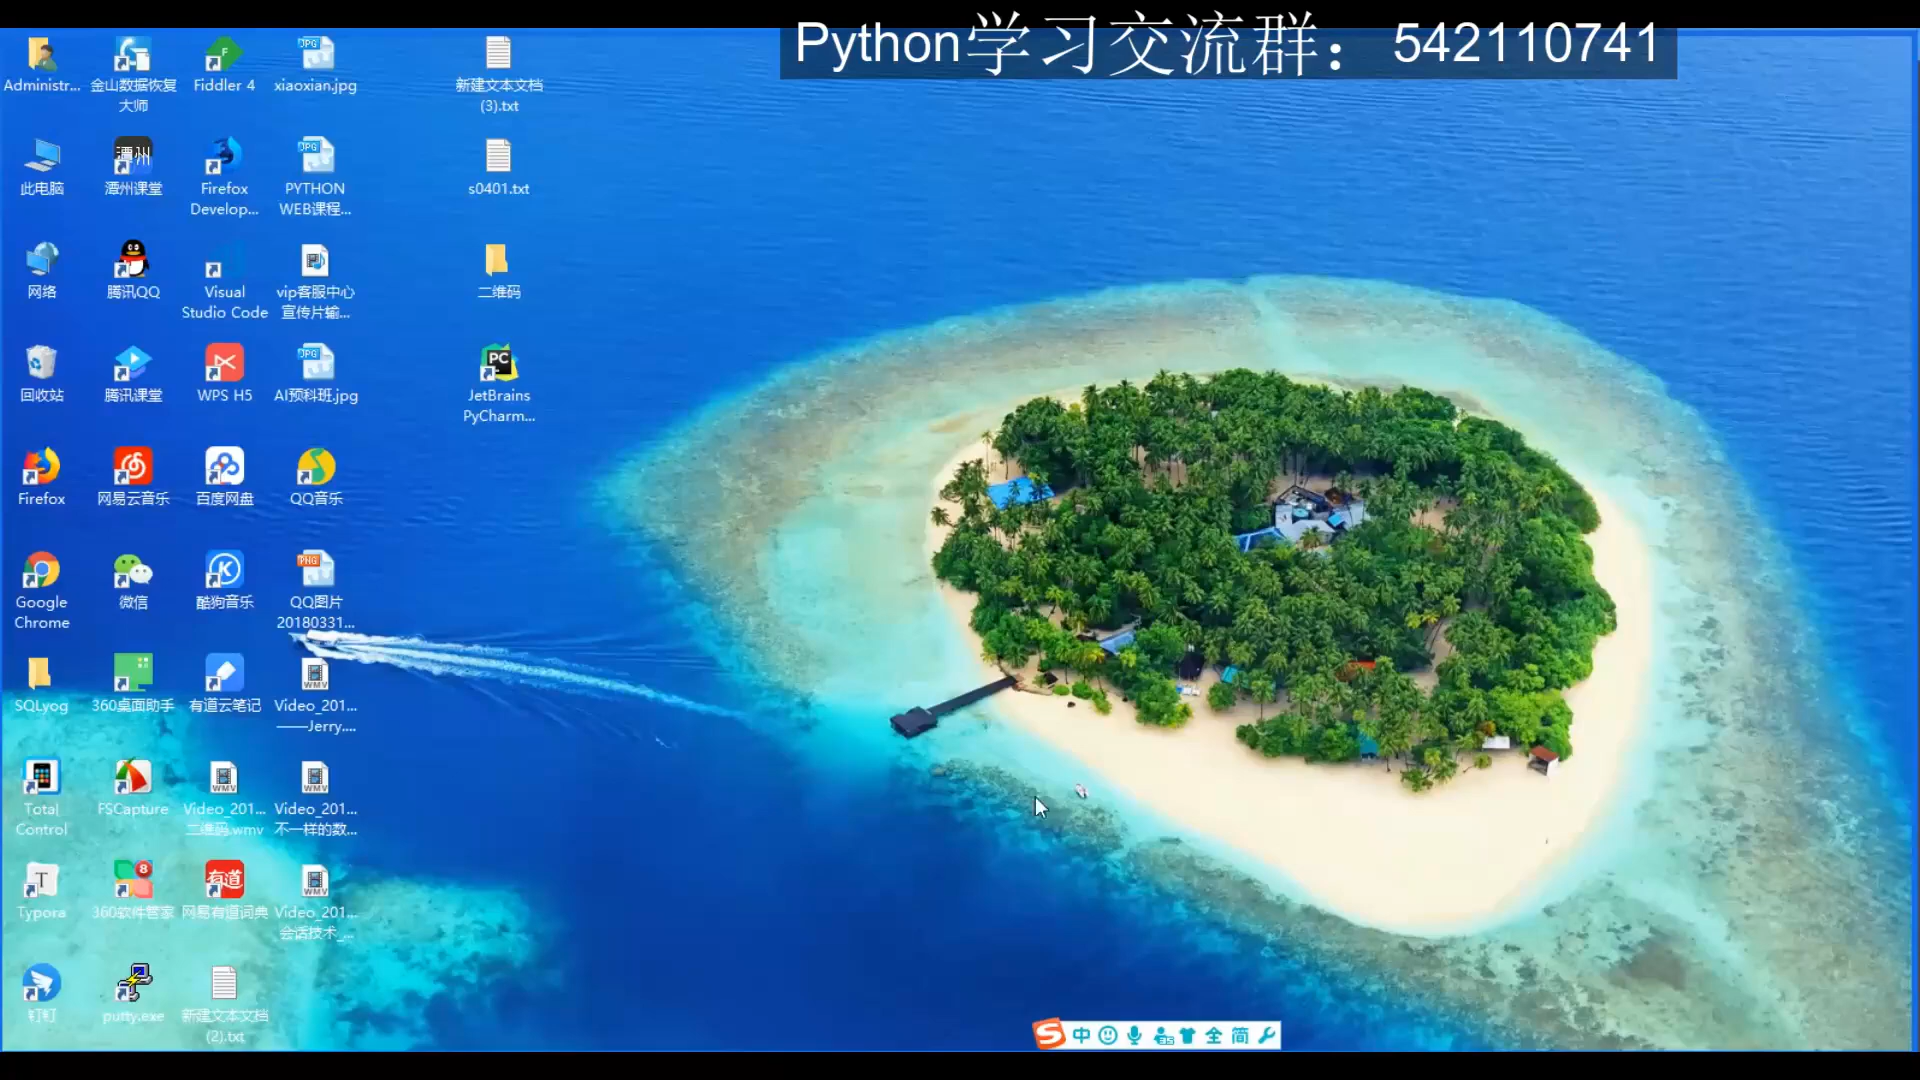 Python学习交流群： 542110741
Administr...
金山数据恢复
大师
Fiddler 4
xiaoxian.jpg
新建文本文档
(3).txt
此电脑
潭州课堂
Firefox
Develop...
PYTHON
WEB课程...
s0401.txt
网络
腾讯QQ
Visual
Studio Code
vip客服中心
宣传片输...
二维码
回收站
腾讯课堂
WPS H5
AI预科班.jpg
JetBrains
PyCharm...
Firefox
网易云音乐
百度网盘
QQ音乐
Google
Chrome
微信
酷狗音乐
QQ图片
20180331...
SQLyog
360桌面助手
有道云笔记
Video_201...
——Jerry....
Total
Control
FSCapture
Video_201...
二维码.wmv
Video_201...
不一样的数...
Typora
360软件管家
网易有道词典
Video_201...
会话技术_...
钉钉
putty.exe
新建文本文档
(2).txt
中 全 简